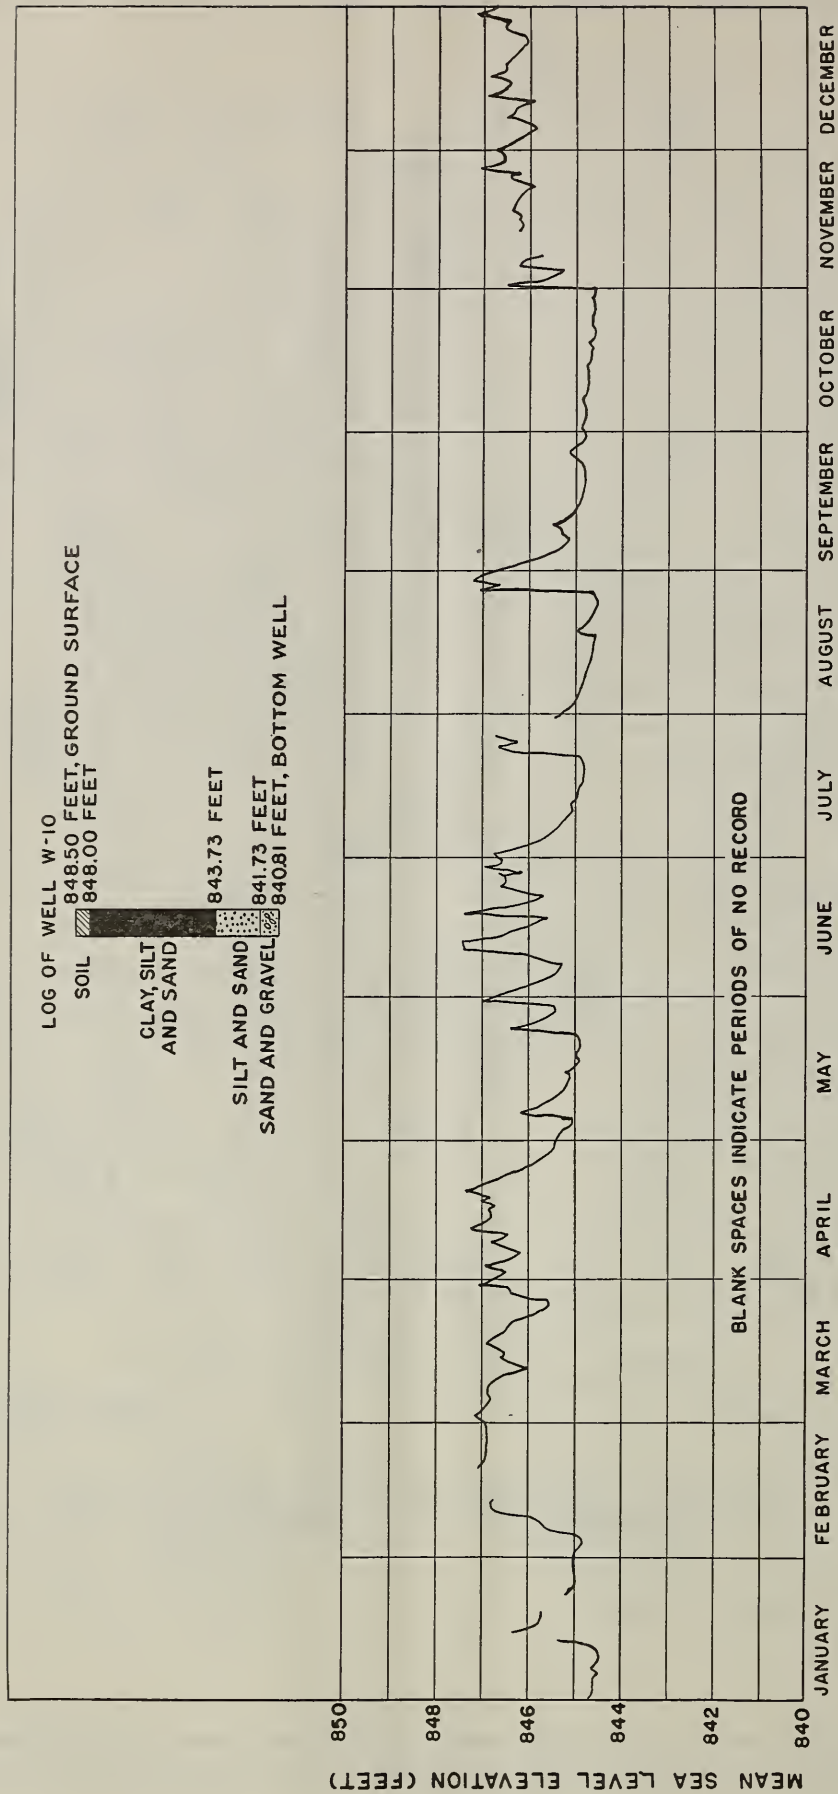 LOG OF WELL W-10
848.50 FEET, GROUND SURFACE
SOIL
848.00 FEET
CLAY, SILT
AND SAND
843.73 FEET
SILT AND SAND
841.73 FEET
SAND AND GRAVEL
840.81 FEET, BOTTOM WELL
MEAN SEA LEVEL ELEVATION (FEET)
850
848
846
844
842
840
BLANK SPACES INDICATE PERIODS OF NO RECORD
JANUARY FEBRUARY MARCH APRIL MAY JUNE JULY AUGUST SEPTEMBER OCTOBER NOVEMBER DECEMBER